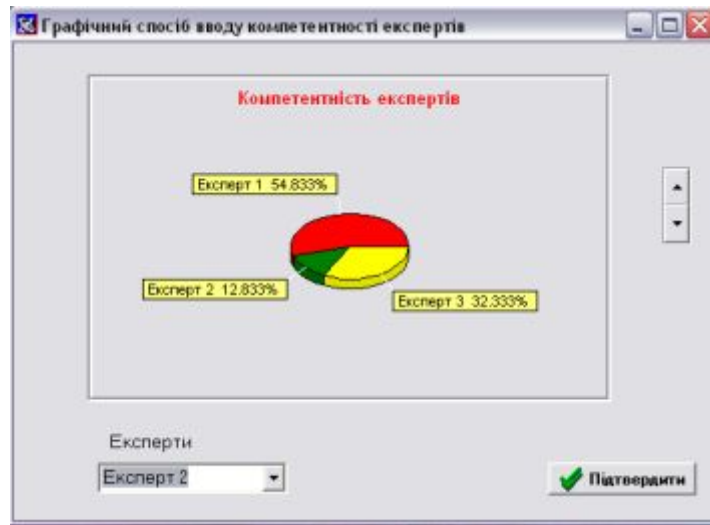 Графічний спосіб вводу компетентності експертів
Компетентність експертів
Експерт 1 54.833%
Експерт 2 12.833%
Експерт 3 32.333%
Експерти
Експерт 2
Підтвердити